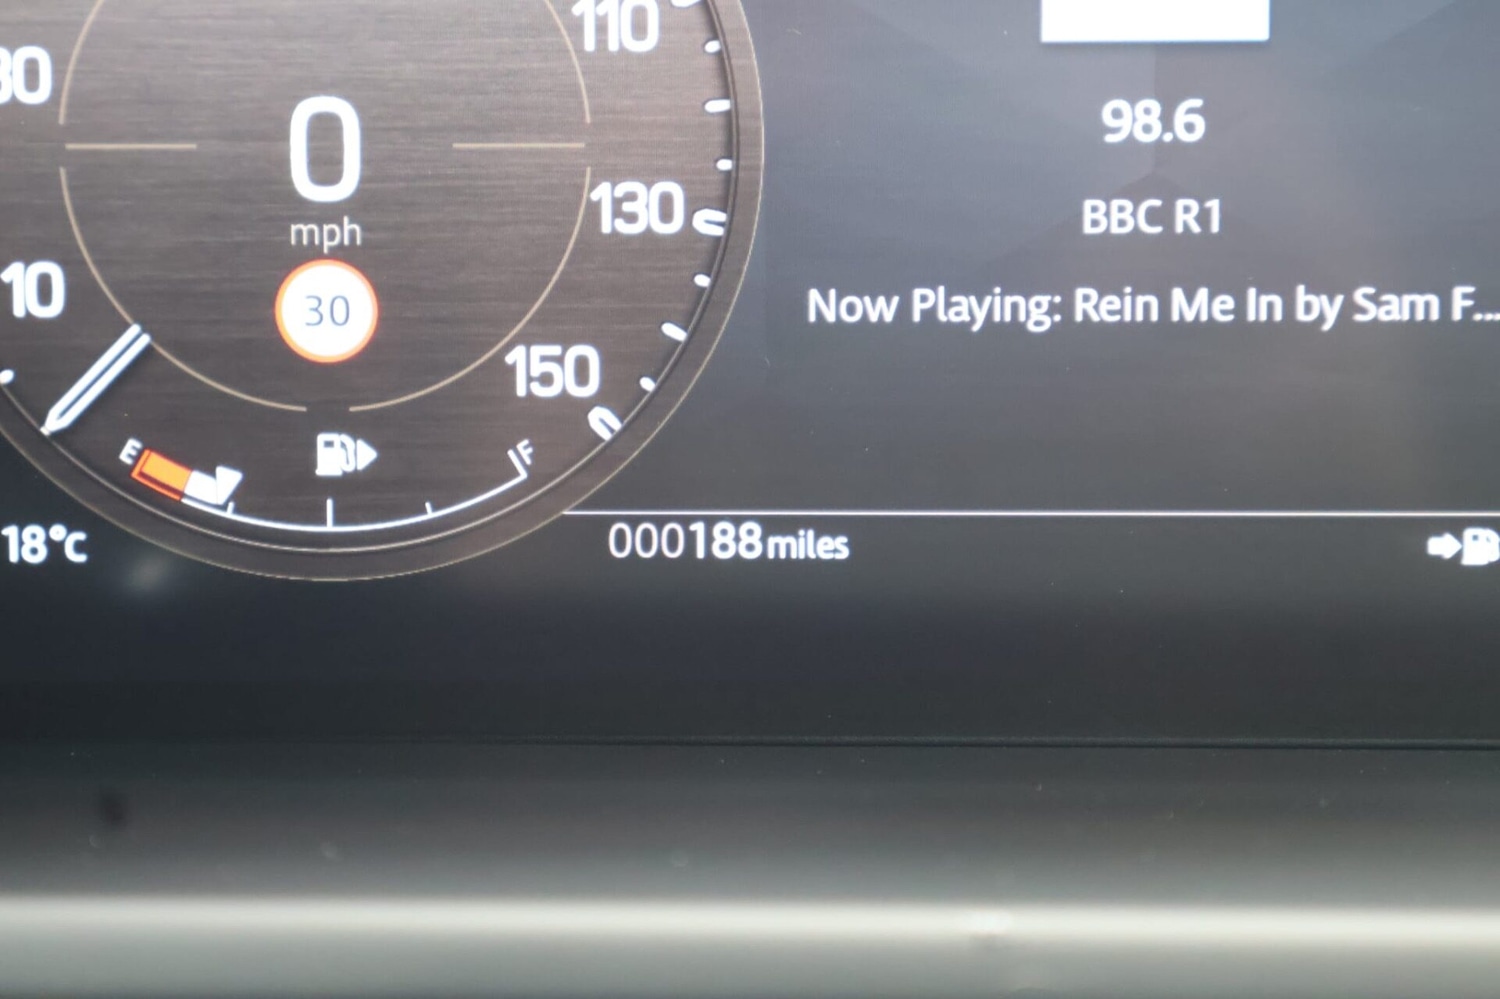 110
30
0
mph
130
10
30
150
E
F
18°c
000188miles
98.6
BBC R1
Now Playing: Rein Me In by Sam F...